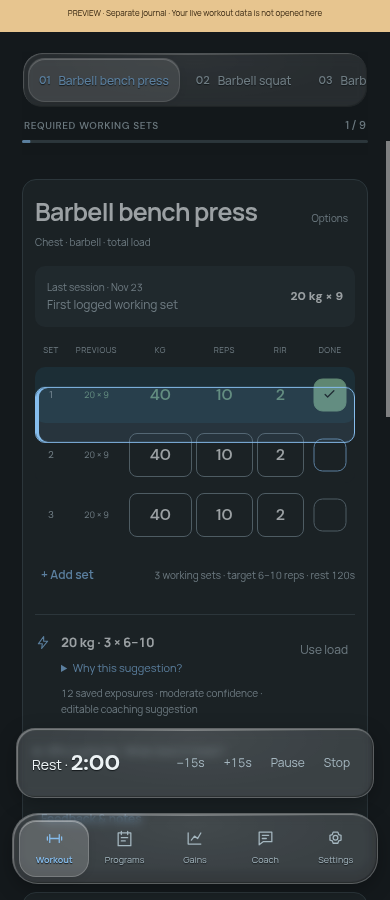 PREVIEW · Separate journal · Your live workout data is not opened here
01 Barbell bench press 02 Barbell squat 03 Barb
REQUIRED WORKING SETS 1 / 9
Barbell bench press Options
Chest · barbell · total load
Last session · Nov 23
First logged working set 20 kg × 9
SET PREVIOUS KG REPS RIR DONE
1 20 × 9 40 10 2
2 20 × 9 40 10 2
3 20 × 9 40 10 2
+ Add set 3 working sets · target 6–10 reps · rest 120s
20 kg · 3 × 6–10 Use load
Why this suggestion?
12 saved exposures · moderate confidence ·
editable coaching suggestion
Rest · 2:00 −15s +15s Pause Stop
Workout Programs Gains Coach Settings